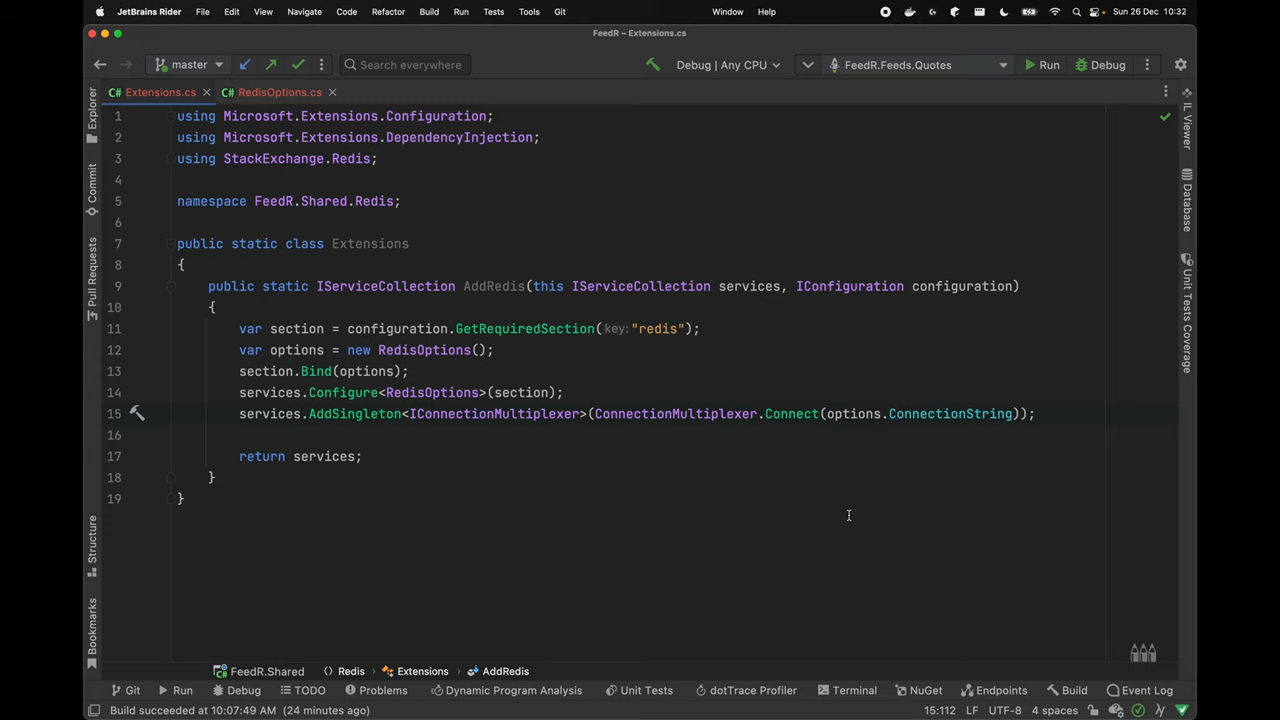 JetBrains Rider File Edit View Navigate Code Refactor Build Run Tests Tools Git Window Help Sun 26 Dec 10:32
FeedR – Extensions.cs
master Search everywhere Debug | Any CPU FeedR.Feeds.Quotes Run Debug
C# Extensions.cs C# RedisOptions.cs
Explorer
Commit
Pull Requests
Structure
Bookmarks
1 using Microsoft.Extensions.Configuration;
2 using Microsoft.Extensions.DependencyInjection;
3 using StackExchange.Redis;
4
5 namespace FeedR.Shared.Redis;
6
7 public static class Extensions
8 {
9 public static IServiceCollection AddRedis(this IServiceCollection services, IConfiguration configuration)
10 {
11 var section = configuration.GetRequiredSection( key: "redis");
12 var options = new RedisOptions();
13 section.Bind(options);
14 services.Configure<RedisOptions>(section);
15 services.AddSingleton<IConnectionMultiplexer>(ConnectionMultiplexer.Connect(options.ConnectionString));
16
17 return services;
18 }
19 }
IL Viewer
Database
Unit Tests Coverage
FeedR.Shared Redis Extensions AddRedis
Git Run Debug TODO Problems Dynamic Program Analysis Unit Tests dotTrace Profiler Terminal NuGet Endpoints Build Event Log
Build succeeded at 10:07:49 AM (24 minutes ago) 15:112 LF UTF-8 4 spaces